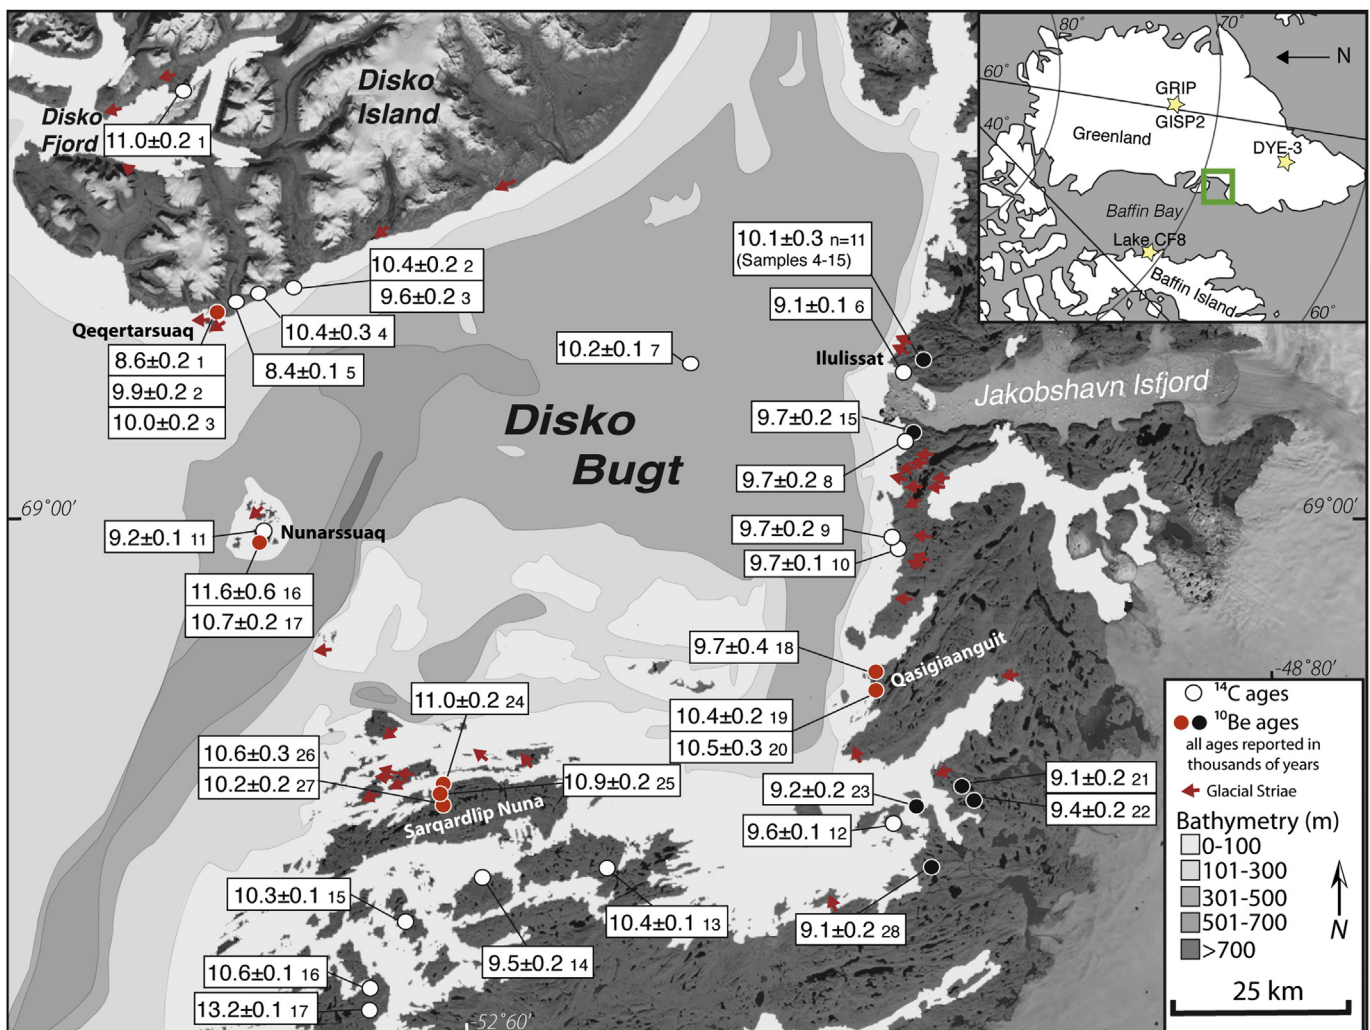 Disko
Fjord
11.0±0.2 1
Disko
Island
80˚
70˚
N
60˚
GRIP
GISP2
40˚
Greenland
DYE-3
Baffin Bay
Lake CF8
Baffin Island
60˚
10.4±0.2 2
9.6±0.2 3
10.4±0.3 4
8.4±0.1 5
Qeqertarsuaq
8.6±0.2 1
9.9±0.2 2
10.0±0.2 3
10.1±0.3 n=11
(Samples 4-15)
9.1±0.1 6
10.2±0.1 7
Ilulissat
Jakobshavn Isfjord
Disko
Bugt
9.7±0.2 15
9.7±0.2 8
69˚00'
69˚00'
9.2±0.1 11
Nunarssuaq
9.7±0.2 9
9.7±0.1 10
11.6±0.6 16
10.7±0.2 17
9.7±0.4 18
Qasigiaanguit
10.4±0.2 19
10.5±0.3 20
-48˚80'
11.0±0.2 24
10.6±0.3 26
10.2±0.2 27
10.9±0.2 25
Sarqardlîp Nuna
9.2±0.2 23
9.6±0.1 12
9.1±0.2 21
9.4±0.2 22
10.3±0.1 15
10.4±0.1 13
9.1±0.2 28
9.5±0.2 14
10.6±0.1 16
13.2±0.1 17
-52˚60'
14C ages
10Be ages
all ages reported in
thousands of years
Glacial Striae
Bathymetry (m)
0-100
101-300
301-500
501-700
>700
N
25 km